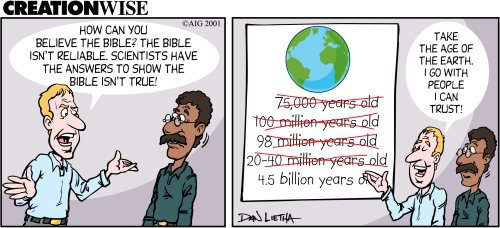 CREATIONWISE
©AIG 2001
HOW CAN YOU
BELIEVE THE BIBLE? THE BIBLE
ISN'T RELIABLE. SCIENTISTS HAVE
THE ANSWERS TO SHOW THE
BIBLE ISN'T TRUE!
75,000 years old
100 million years old
98 million years old
20-40 million years old
4.5 billion years old
TAKE
THE AGE OF
THE EARTH.
I GO WITH
PEOPLE
I CAN
TRUST!
DAN LIETHA